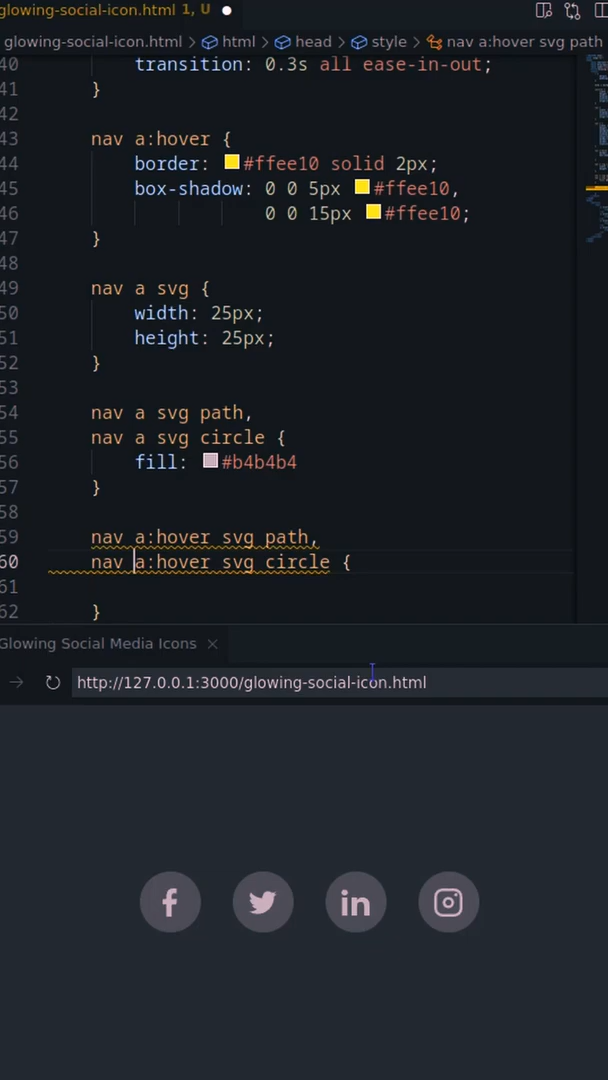 glowing-social-icon.html 1, U
glowing-social-icon.html > html > head > style > nav a:hover svg path
40 transition: 0.3s all ease-in-out;
41 }
42
43 nav a:hover {
44 border: #ffee10 solid 2px;
45 box-shadow: 0 0 5px #ffee10,
46 0 0 15px #ffee10;
47 }
48
49 nav a svg {
50 width: 25px;
51 height: 25px;
52 }
53
54 nav a svg path,
55 nav a svg circle {
56 fill: #b4b4b4
57 }
58
59 nav a:hover svg path,
60 nav a:hover svg circle {
61
62 }
Glowing Social Media Icons
http://127.0.0.1:3000/glowing-social-icon.html